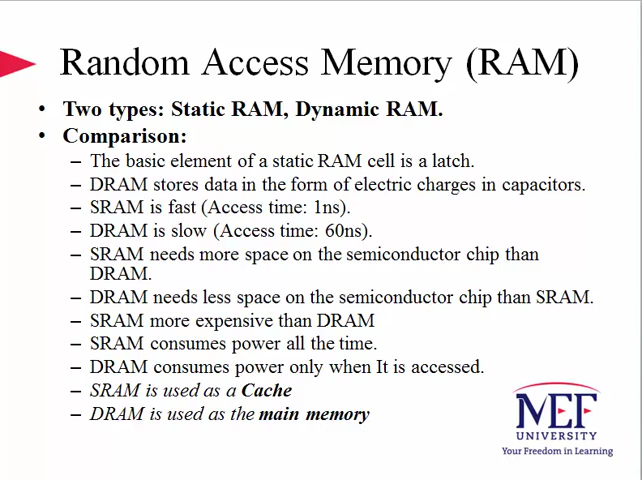 Random Access Memory (RAM)
• Two types: Static RAM, Dynamic RAM.
• Comparison:
– The basic element of a static RAM cell is a latch.
– DRAM stores data in the form of electric charges in capacitors.
– SRAM is fast (Access time: 1ns).
– DRAM is slow (Access time: 60ns).
– SRAM needs more space on the semiconductor chip than
DRAM.
– DRAM needs less space on the semiconductor chip than SRAM.
– SRAM more expensive than DRAM
– SRAM consumes power all the time.
– DRAM consumes power only when It is accessed.
– SRAM is used as a Cache
– DRAM is used as the main memory
MEF
UNIVERSITY
Your Freedom in Learning